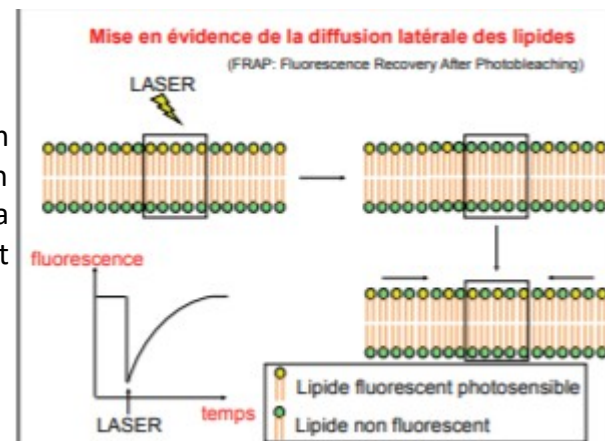 Mise en évidence de la diffusion latérale des lipides
(FRAP: Fluorescence Recovery After Photobleaching)
LASER
n
n
a
t
fluorescence
LASER
temps
Lipide fluorescent photosensible
Lipide non fluorescent